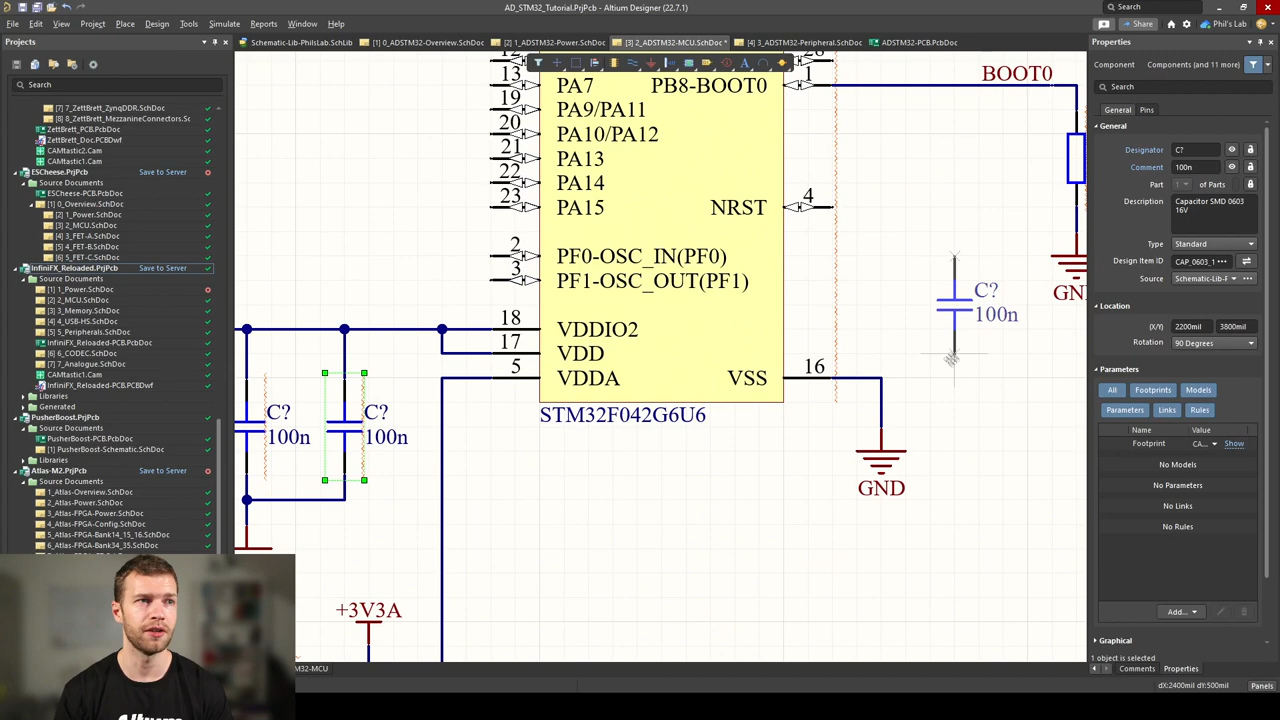 AD_STM32_Tutorial.PrjPcb - Altium Designer (22.7.1)
Search
File Edit View Project Place Design Tools Simulate Reports Window Help
Share Phil's Lab
Projects
Schematic-Lib-PhilsLab.SchLib
[1] 0_ADSTM32-Overview.SchDoc
[2] 1_ADSTM32-Power.SchDoc
[3] 2_ADSTM32-MCU.SchDoc *
[4] 3_ADSTM32-Peripheral.SchDoc
ADSTM32-PCB.PcbDoc
Search
[7] 7_ZettBrett_ZynqDDR.SchDoc
[8] 8_ZettBrett_MezzanineConnectors.Sc
ZettBrett_PCB.PcbDoc
ZettBrett_Doc.PCBDwf
CAMtastic2.Cam
CAMtastic1.Cam
ESCheese.PrjPcb Save to Server
Source Documents
ESCheese-PCB.PcbDoc
[1] 0_Overview.SchDoc
[2] 1_Power.SchDoc
[3] 2_MCU.SchDoc
[4] 3_FET-A.SchDoc
[5] 4_FET-B.SchDoc
[6] 5_FET-C.SchDoc
InfiniFX_Reloaded.PrjPcb Save to Server
Source Documents
[1] 1_Power.SchDoc
[2] 2_MCU.SchDoc
[3] 3_Memory.SchDoc
[4] 4_USB-HS.SchDoc
[5] 5_Peripherals.SchDoc
InfiniFX_Reloaded-PCB.PcbDoc
[6] 6_CODEC.SchDoc
[7] 7_Analogue.SchDoc
CAMtastic1.Cam
InfiniFX_Reloaded-PCB.PCBDwf
Libraries
Generated
PusherBoost.PrjPcb
Source Documents
PusherBoost-PCB.PcbDoc
[1] PusherBoost-Schematic.SchDoc
Libraries
Atlas-M2.PrjPcb Save to Server
Source Documents
1_Atlas-Overview.SchDoc
2_Atlas-Power.SchDoc
3_Atlas-FPGA-Power.SchDoc
4_Atlas-FPGA-Config.SchDoc
5_Atlas-FPGA-Bank14_15_16.SchDoc
6_Atlas-FPGA-Bank34_35.SchDoc
13 PA7 PB8-BOOT0 1 BOOT0
19 PA9/PA11
20 PA10/PA12
21 PA13
22 PA14
23 PA15 NRST 4
2 PF0-OSC_IN(PF0)
3 PF1-OSC_OUT(PF1)
18 VDDIO2
17 VDD
5 VDDA VSS 16
STM32F042G6U6
C?
100n
C?
100n
C?
100n
GND
GND
+3V3A
Properties
Component Components (and 11 more)
Search
General Pins
General
Designator C?
Comment 100n
Part 1 of Parts
Description Capacitor SMD 0603
16V
Type Standard
Design Item ID CAP_0603_1
Source Schematic-Lib-F
Location
(X/Y) 2200mil 3800mil
Rotation 90 Degrees
Parameters
All Footprints Models
Parameters Links Rules
Name Value
Footprint CA... Show
No Models
No Parameters
No Links
No Rules
Add...
Graphical
1 object is selected
Comments Properties
dX:2400mil dY:500mil Panels
M32-MCU
Altium